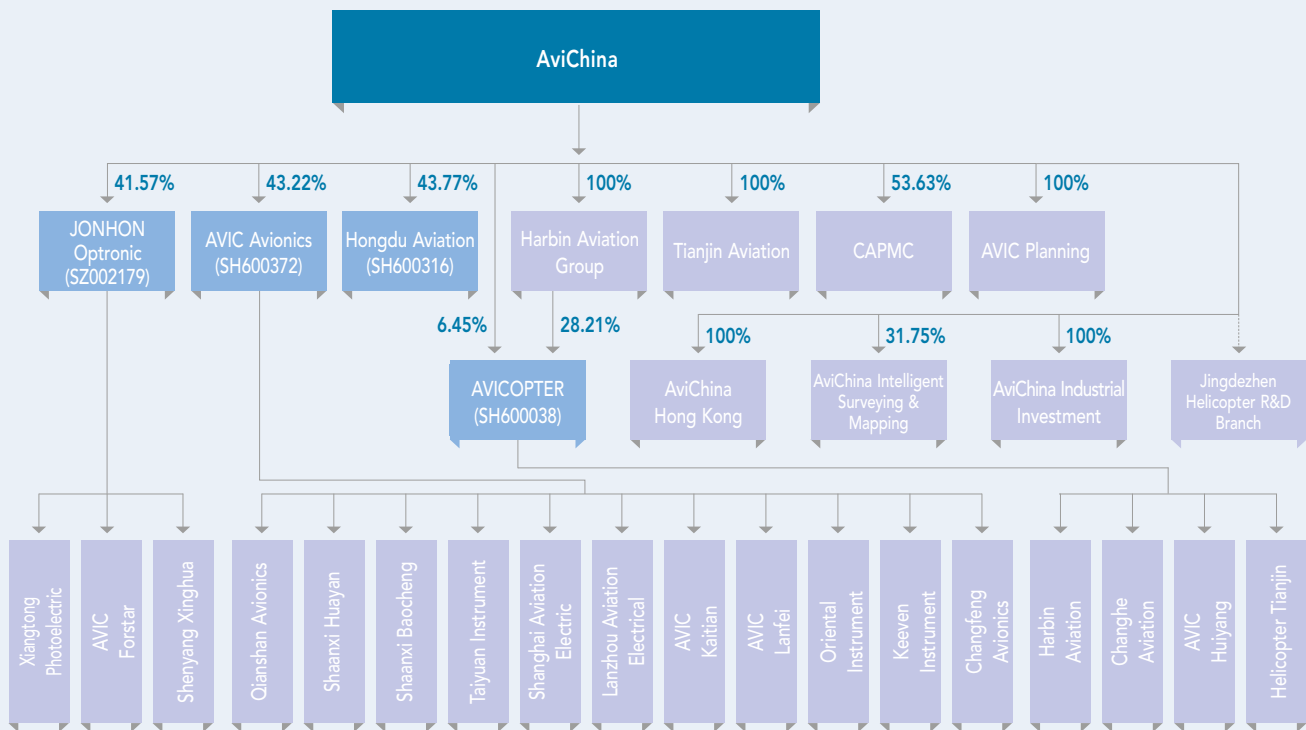 AviChina
41.57%
43.22%
43.77%
100%
100%
53.63%
100%
JONHON
Optronic
(SZ002179)
AVIC Avionics
(SH600372)
Hongdu Aviation
(SH600316)
Harbin Aviation
Group
Tianjin Aviation
CAPMC
AVIC Planning
6.45%
28.21%
100%
31.75%
100%
AVICOPTER
(SH600038)
AviChina
Hong Kong
AviChina Intelligent
Surveying &
Mapping
AviChina Industrial
Investment
Jingdezhen
Helicopter R&D
Branch
Xiangtong
Photoelectric
AVIC
Forstar
Shenyang Xinghua
Qianshan Avionics
Shaanxi Huayan
Shaanxi Baocheng
Taiyuan Instrument
Shanghai Aviation
Electric
Lanzhou Aviation
Electrical
AVIC
Kaitian
AVIC
Lanfei
Oriental
Instrument
Keeven
Instrument
Changfeng
Avionics
Harbin
Aviation
Changhe
Aviation
AVIC
Huiyang
Helicopter Tianjin